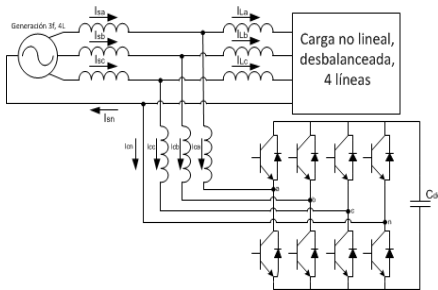 Generación 3f, 4L
Isa
Isb
Isc
Isn
ILa
ILb
ILc
Carga no lineal,
desbalanceada,
4 líneas
Icn
Icc
Icb
Ica
a
b
c
n
Cdc